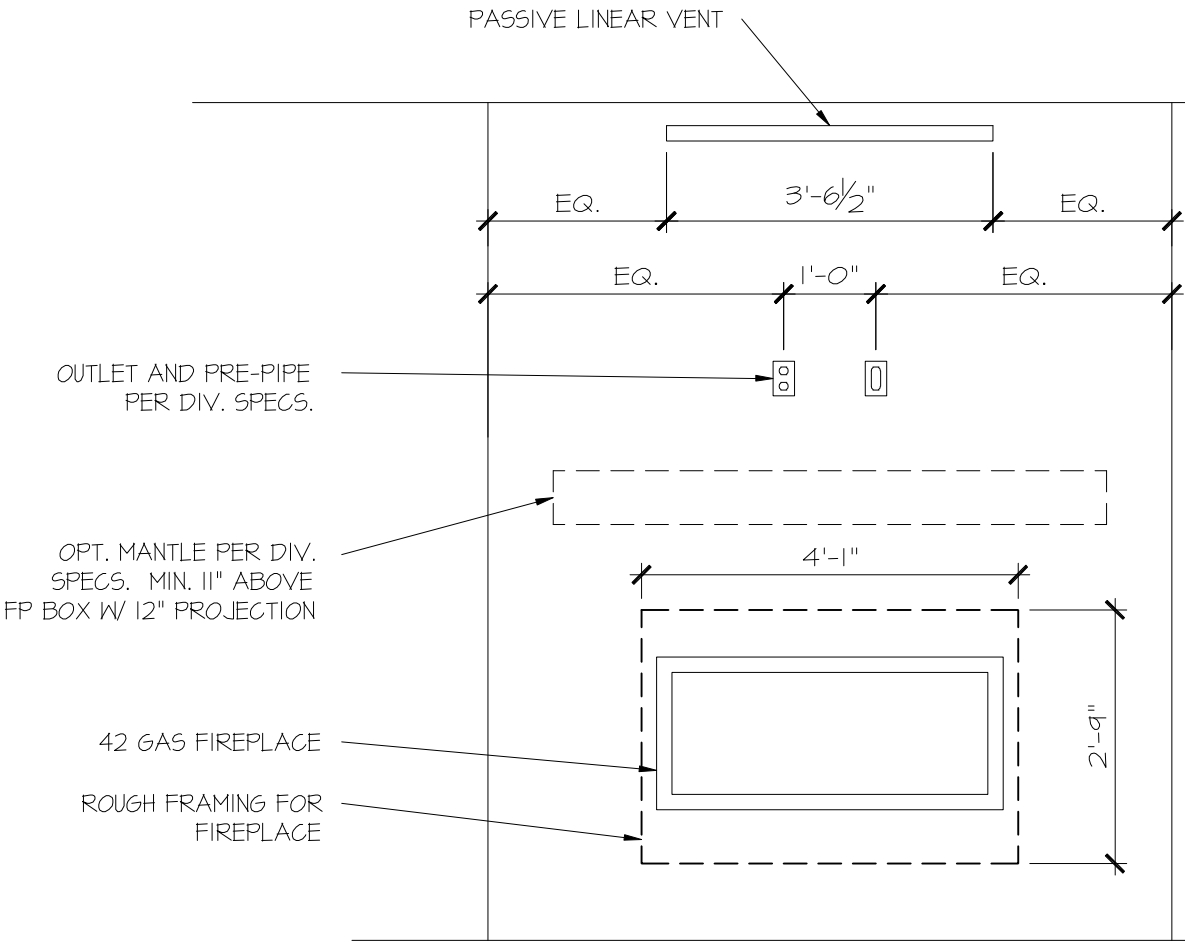 PASSIVE LINEAR VENT
EQ.
3'-6½"
EQ.
EQ.
1'-0"
EQ.
OUTLET AND PRE-PIPE
PER DIV. SPECS.
OPT. MANTLE PER DIV.
SPECS. MIN. 11" ABOVE
FP BOX W/ 12" PROJECTION
4'-1"
2'-9"
42 GAS FIREPLACE
ROUGH FRAMING FOR
FIREPLACE